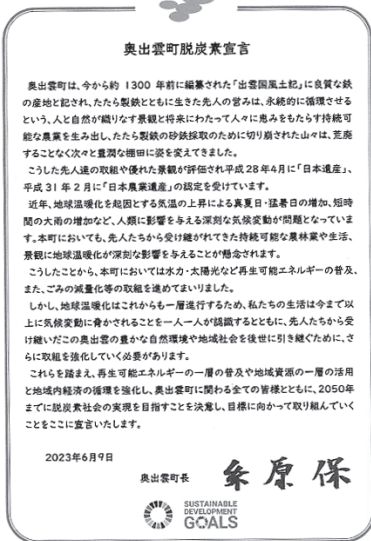 奥出雲町脱炭素宣言
奥出雲町は、今から約 1300 年前に編纂された「出雲国風土記」に良質な鉄
の産地と記され、たたら製鉄とともに生きた先人の営みは、永続的に循環させる
という、人と自然が織りなす景観と将来にわたって人々に恵みをもたらす持続可
能な農業を生み出し、たたら製鉄の砂鉄採取のために切り崩された山々は、荒廃
することなく次々と豊潤な棚田に姿を変えてきました。
こうした先人達の取組や優れた景観が評価され平成28年4月に「日本遺産」、
平成31年2月に「日本農業遺産」の認定を受けています。
近年、地球温暖化を起因とする気温の上昇による真夏日・猛暑日の増加、短時
間の大雨の増加など、人類に影響を与える深刻な気候変動が問題となっていま
す。本町においても、先人たちから受け継がれてきた持続可能な農林業や生活、
景観に地球温暖化が深刻な影響を与えることが懸念されます。
こうしたことから、本町においては水力・太陽光など再生可能エネルギーの普及、
また、ごみの減量化等の取組を進めてまいりました。
しかし、地球温暖化はこれからも一層進行するため、私たちの生活は今まで以
上に気候変動に脅かされることを一人一人が認識するとともに、先人たちから受
け継いだこの奥出雲の豊かな自然環境や地域社会を後世に引き継ぐために、さ
らに取組を強化していく必要があります。
これらを踏まえ、再生可能エネルギーの一層の普及や地域資源の一層の活用
と地域内経済の循環を強化し、奥出雲町に関わる全ての皆様とともに、2050年
までに脱炭素社会の実現を目指すことを決意し、目標に向かって取り組んでいく
ことをここに宣言いたします。
2023年6月9日
奥出雲町長 糸原保
SUSTAINABLE
DEVELOPMENT
GOALS